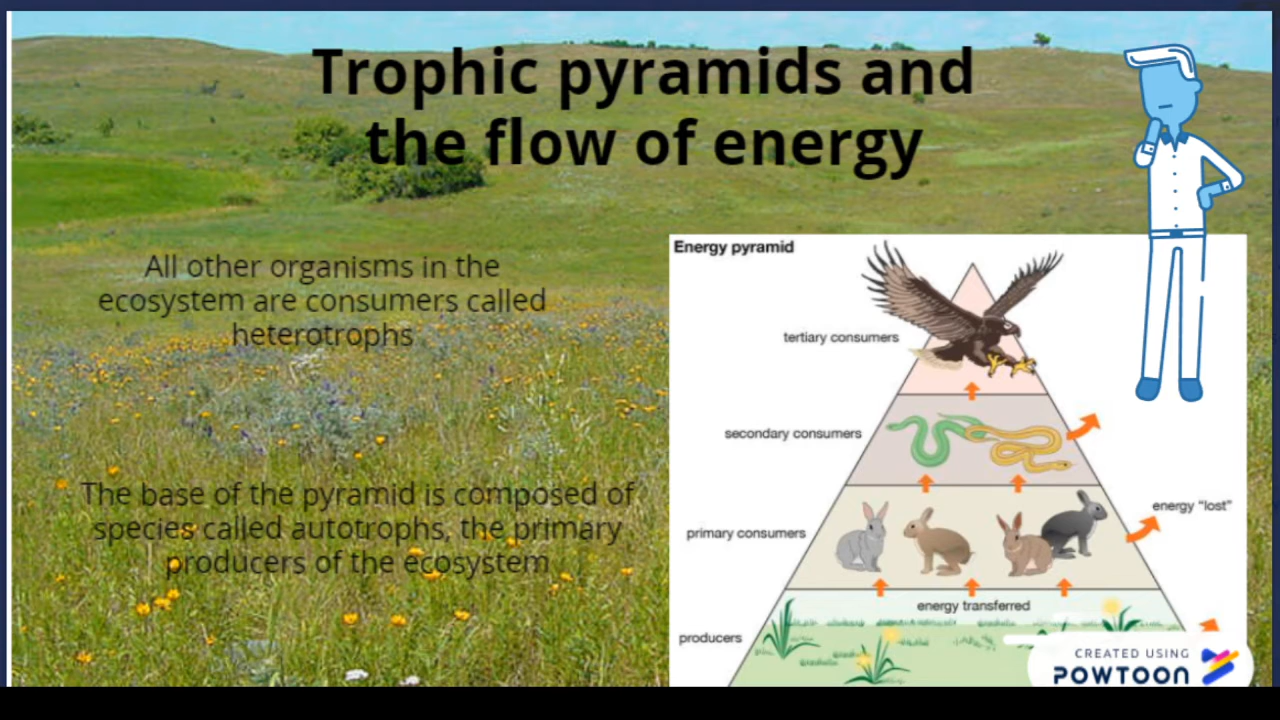 Trophic pyramids and
the flow of energy
All other organisms in the
ecosystem are consumers called
heterotrophs
The base of the pyramid is composed of
species called autotrophs, the primary
producers of the ecosystem
Energy pyramid
tertiary consumers
secondary consumers
energy “lost”
primary consumers
energy transferred
producers
CREATED USING
POWTOON